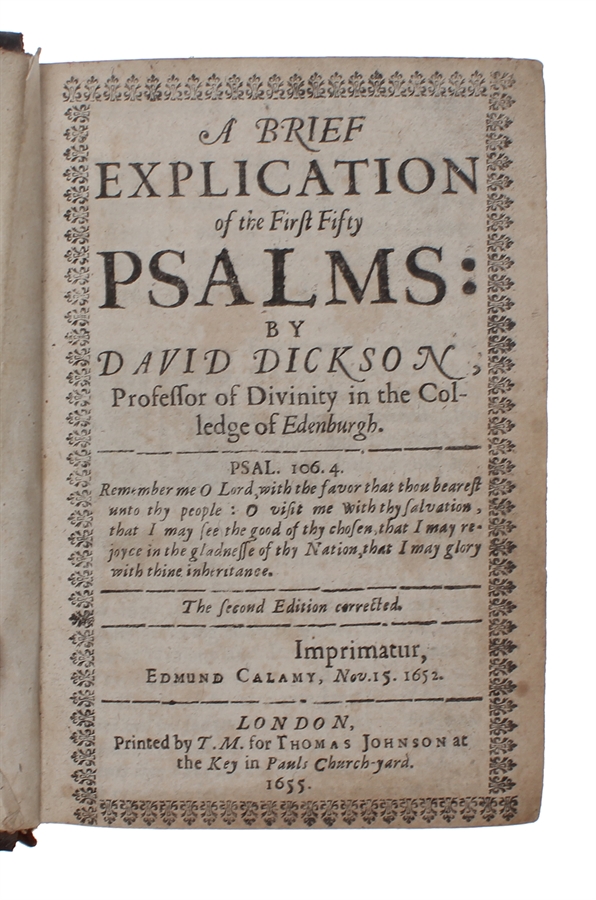 A BRIEF
EXPLICATION
of the Firſt Fifty
PSALMS:
BY
DAVID DICKSON,
Profeſſor of Divinity in the Col-
ledge of Edenburgh.
PSAL. 106. 4.
Remember me O Lord, with the favor that thou beareſt
unto thy people : O viſit me with thy ſalvation,
that I may ſee the good of thy choſen, that I may re-
joyce in the gladneſſe of thy Nation, that I may glory
with thine inheritance.
The ſecond Edition corrected.
Imprimatur,
EDMUND CALAMY, Nov. 15. 1652.
LONDON,
Printed by T. M. for THOMAS JOHNSON at
the Key in Pauls Church-yard.
1655.